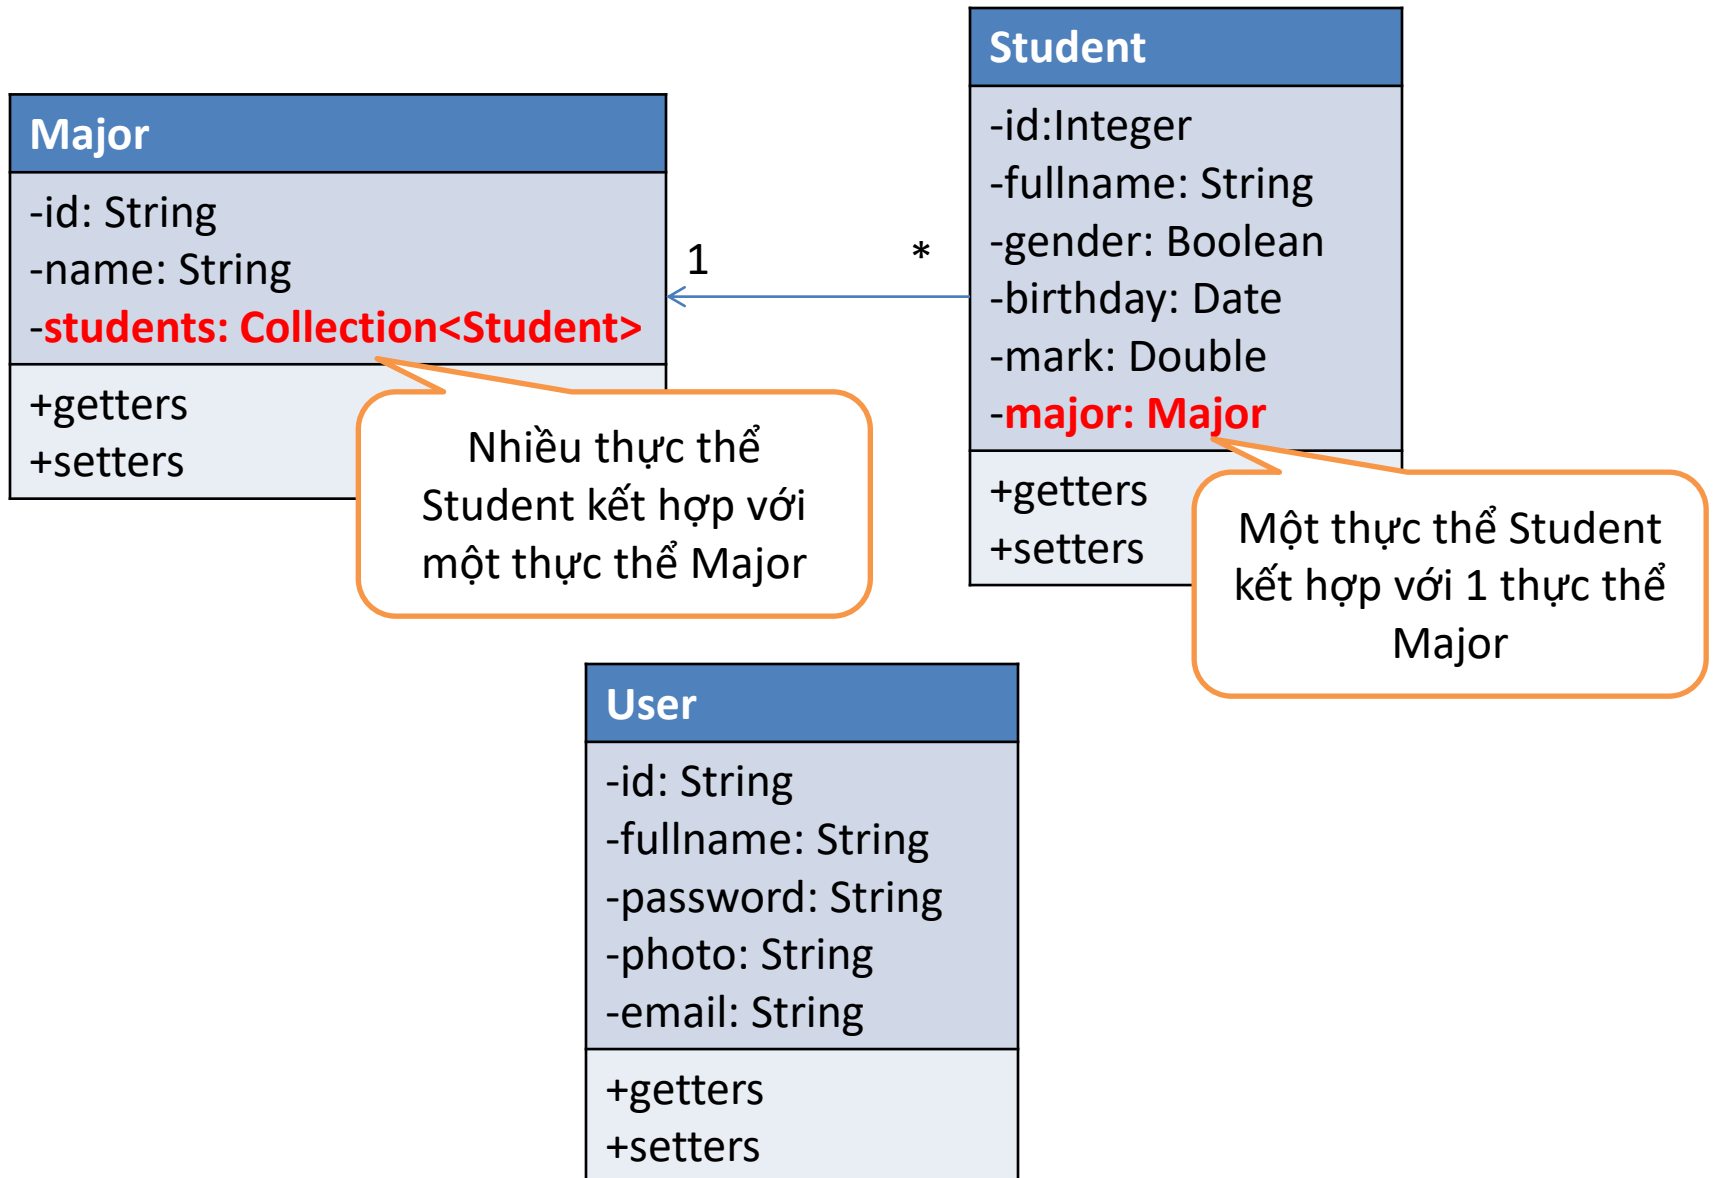 Major
-id: String
-name: String
-students: Collection<Student>
+getters
+setters
Nhiều thực thể
Student kết hợp với
một thực thể Major
1
*
Student
-id:Integer
-fullname: String
-gender: Boolean
-birthday: Date
-mark: Double
-major: Major
+getters
+setters
Một thực thể Student
kết hợp với 1 thực thể
Major
User
-id: String
-fullname: String
-password: String
-photo: String
-email: String
+getters
+setters